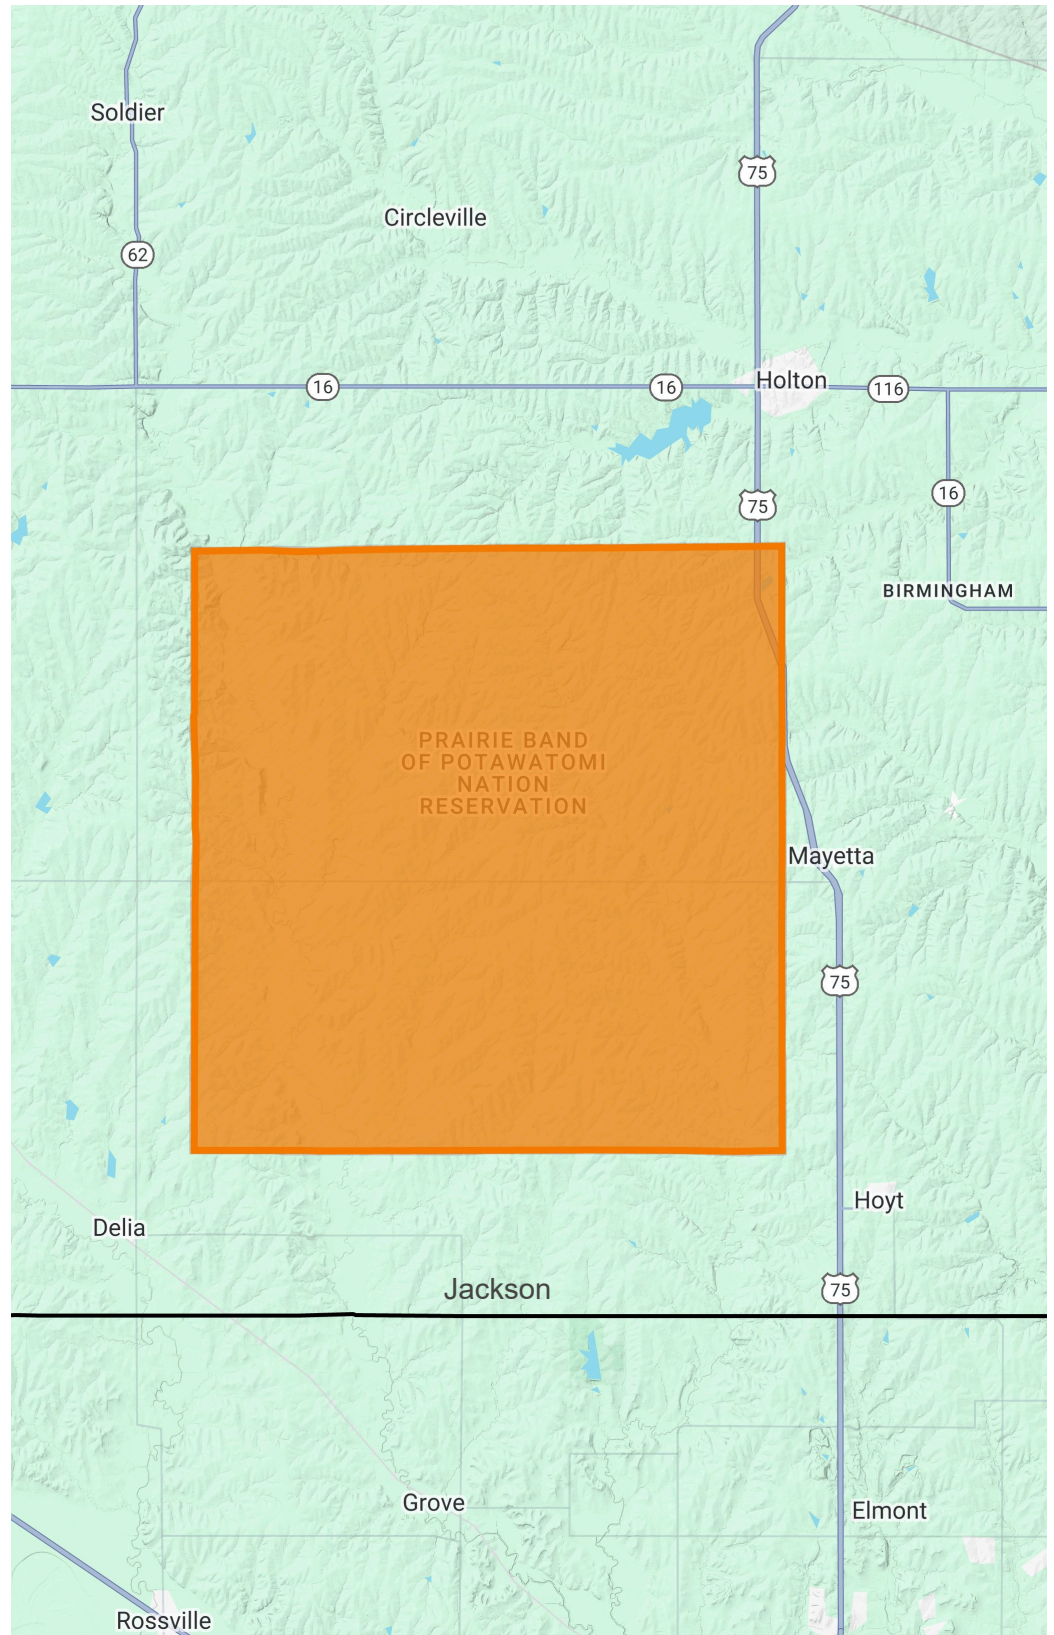 Soldier
75
Circleville
62
16
16
Holton
116
75
16
BIRMINGHAM
PRAIRIE BAND
OF POTAWATOMI
NATION
RESERVATION
Mayetta
75
Hoyt
Delia
Jackson
75
Grove
Elmont
Rossville